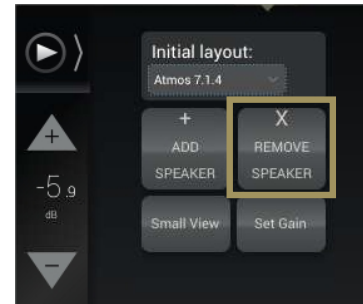 Initial layout:
Atmos 7.1.4
+
ADD
SPEAKER
X
REMOVE
SPEAKER
+
-5.9
dB
Small View
Set Gain